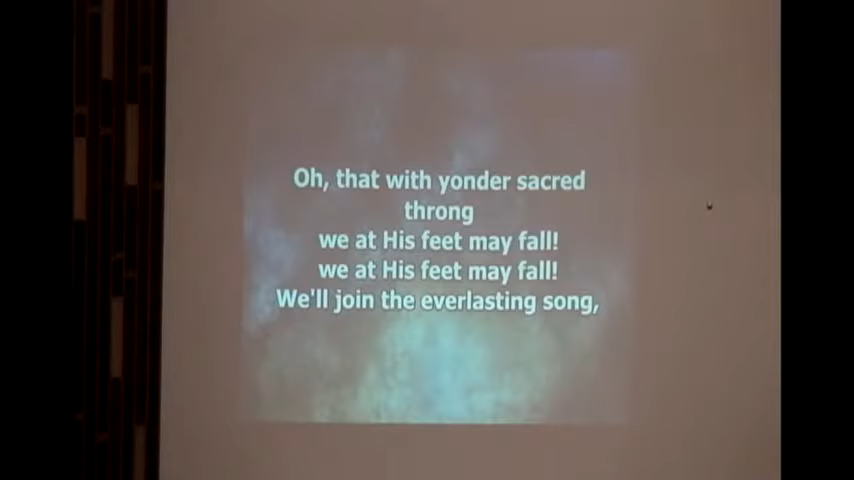 Oh, that with yonder sacred
throng
we at His feet may fall!
we at His feet may fall!
We'll join the everlasting song,